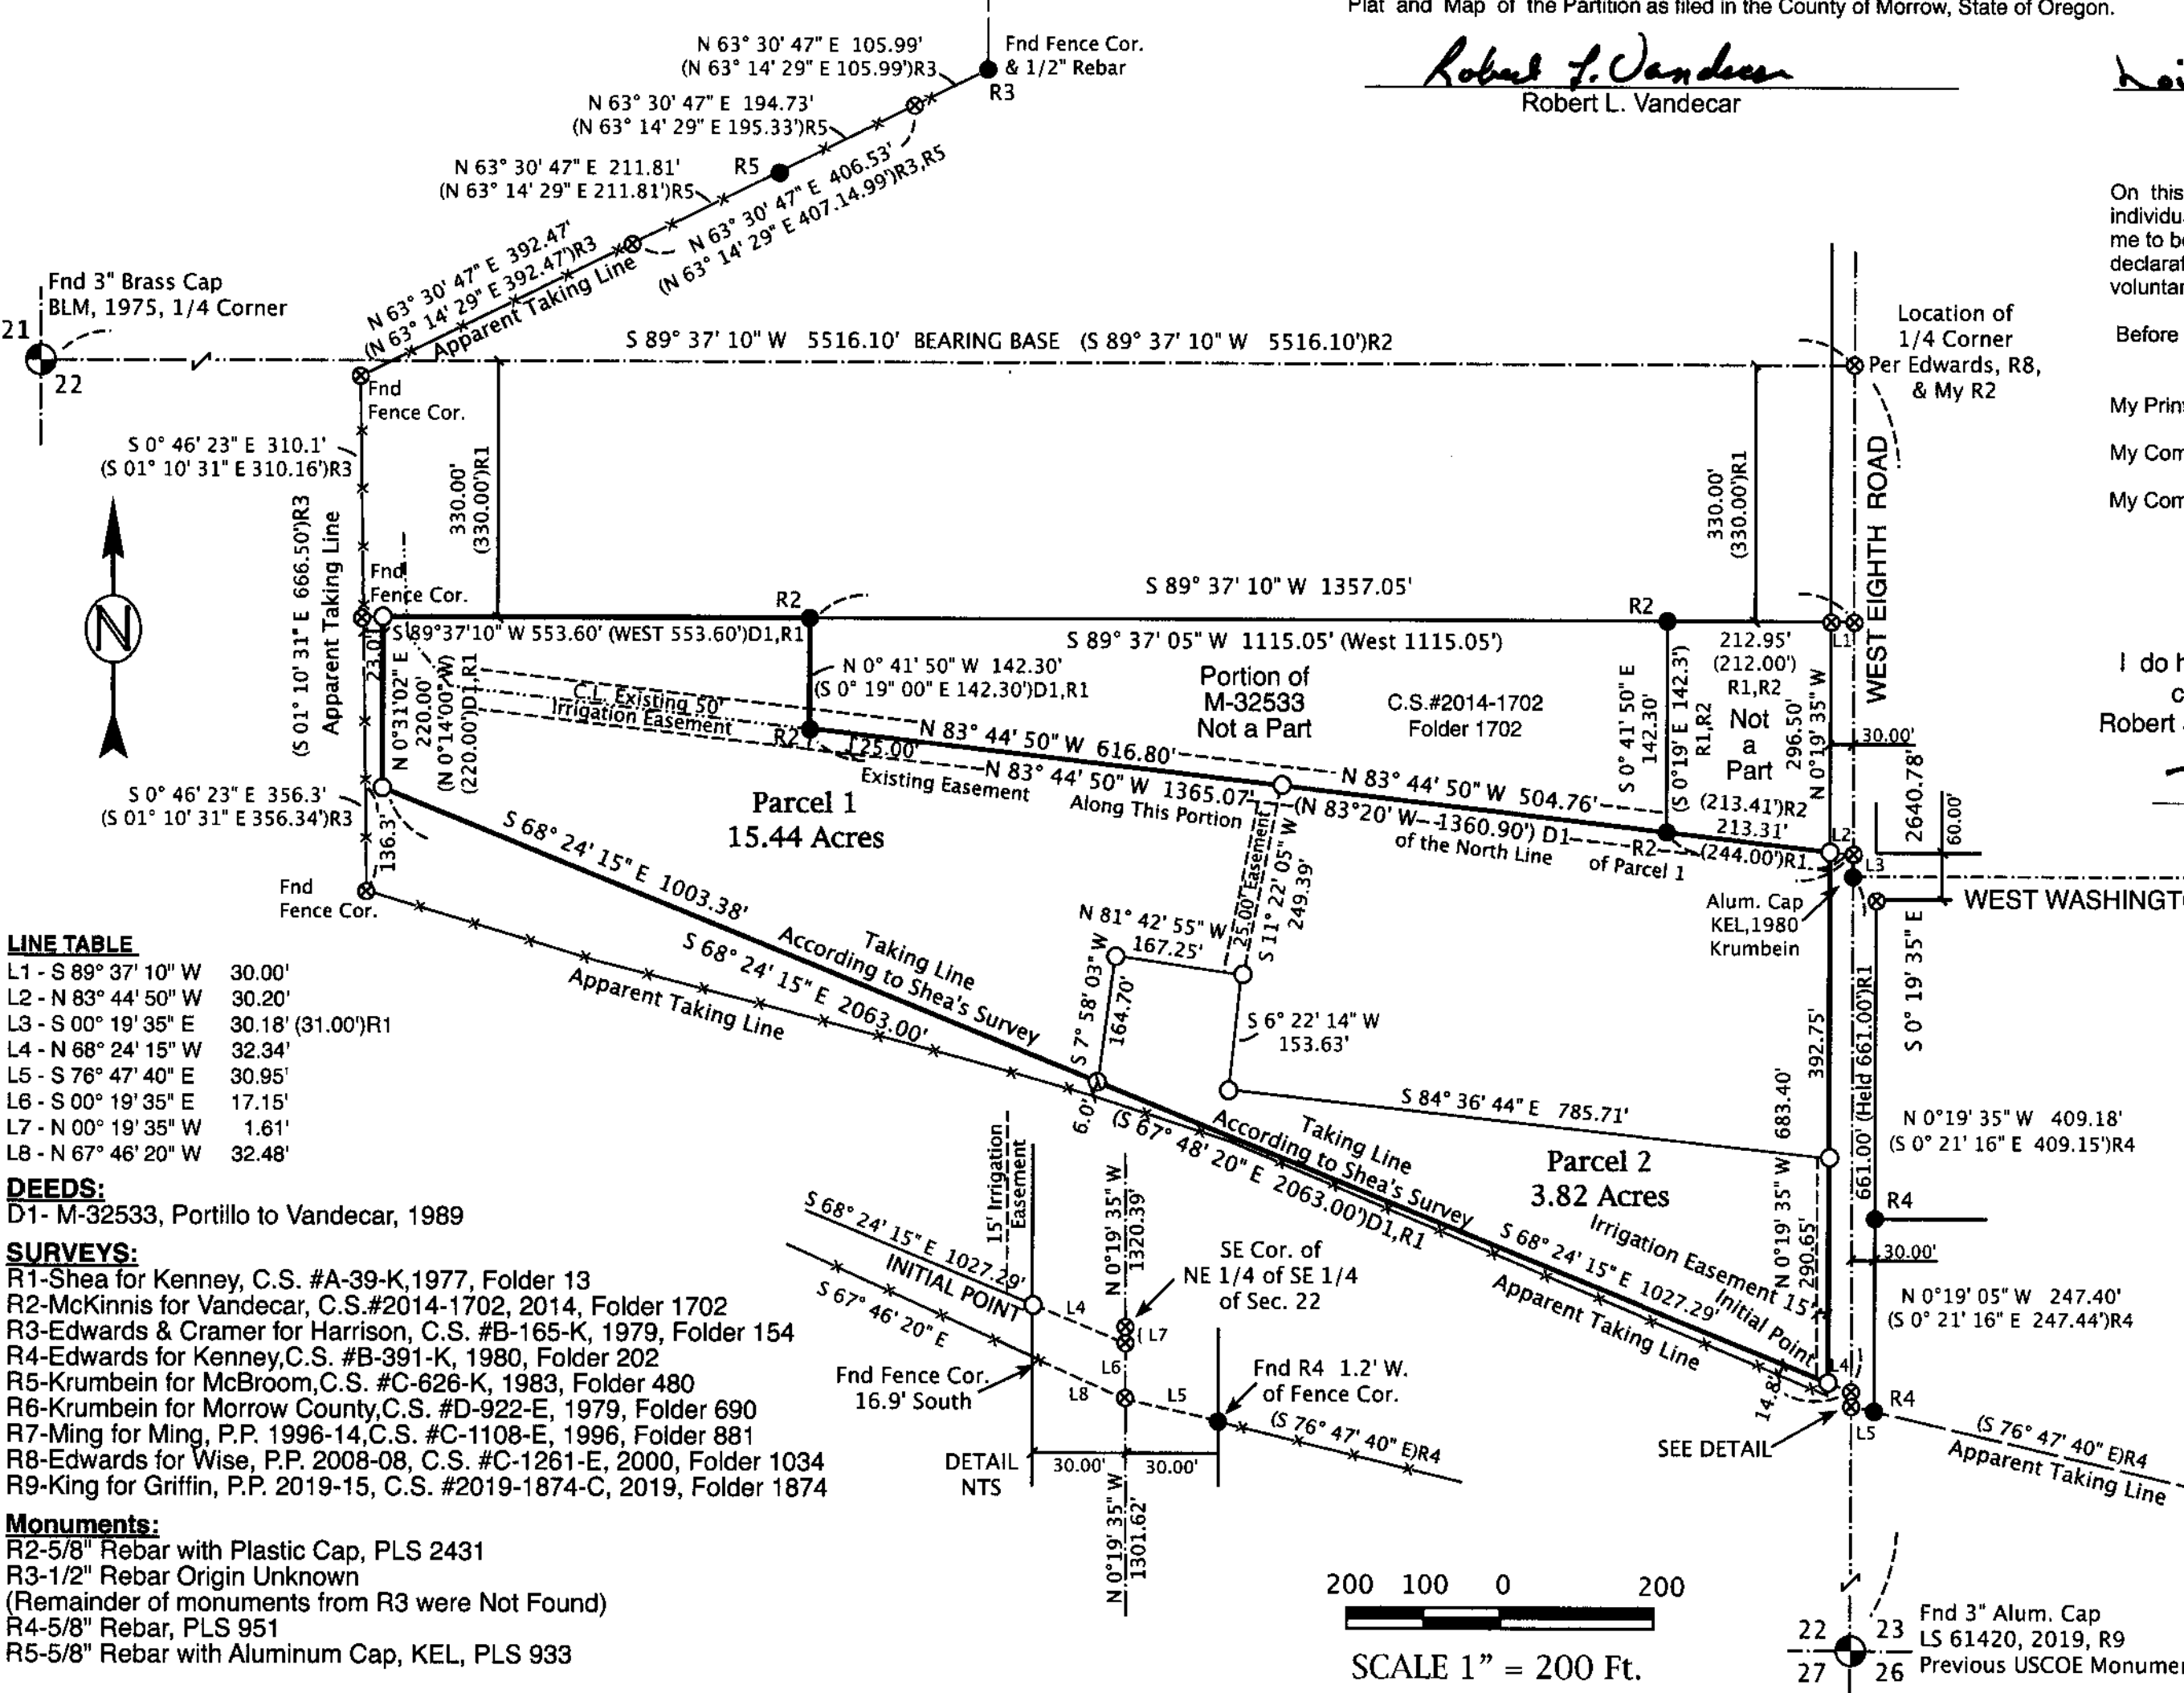 Plat and Map of the Partition as filed in the County of Morrow, State of Oregon.
Robert L. Vandecar
On this
individu
me to be
declarat
voluntar
Before
My Prin
My Com
My Com
I do h
c
Robert
N 63° 30' 47" E 105.99'
(N 63° 14' 29" E 105.99')R3
Fnd Fence Cor.
& 1/2" Rebar
R3
N 63° 30' 47" E 194.73'
(N 63° 14' 29" E 195.33')R5
R5
N 63° 30' 47" E 211.81'
(N 63° 14' 29" E 211.81')R5
N 63° 30' 47" E 406.53'
(N 63° 14' 29" E 407.14.99')R3,R5
N 63° 30' 47" E 392.47'
(N 63° 14' 29" E 392.47')R3
Apparent Taking Line
Fnd 3" Brass Cap
BLM, 1975, 1/4 Corner
21
22
S 89° 37' 10" W 5516.10' BEARING BASE (S 89° 37' 10" W 5516.10')R2
Location of
1/4 Corner
Per Edwards, R8,
& My R2
Fnd
Fence Cor.
S 0° 46' 23" E 310.1'
(S 01° 10' 31" E 310.16')R3
(S 01° 10' 31" E 666.50')R3
Apparent Taking Line
330.00'
(330.00')R1
330.00'
(330.00')R1
WEST EIGHTH ROAD
N
Fnd
Fence Cor.
R2
S 89° 37' 10" W 1357.05'
R2
S 89°37'10" W 553.60' (WEST 553.60')D1,R1
S 89° 37' 05" W 1115.05' (West 1115.05')
212.95'
(212.00')
R1,R2
L1
23.0'
N 0°31'02" E
220.00'
(N 0°14'00" W)
(220.00')D1,R1
N 0° 41' 50" W 142.30'
(S 0° 19' 00" E 142.30')D1,R1
Portion of
M-32533
Not a Part
C.S.#2014-1702
Folder 1702
S 0° 41' 50" E
142.30'
(S 0°19' E 142.3')
R1,R2
Not
a
Part
296.50'
N 0°19' 35" W
30.00'
C.L. Existing 50'
Irrigation Easement
R2
25.00'
N 83° 44' 50" W 616.80'
N 83° 44' 50" W 504.76'
N 83° 44' 50" W 1365.07'
(N 83°20' W 1360.90') D1
Existing Easement
Along This Portion
of the North Line
of Parcel 1
R2
(213.41')R2
213.31'
(244.00')R1
L2
L3
2640.78'
60.00'
S 0° 46' 23" E 356.3'
(S 01° 10' 31" E 356.34')R3
136.3'
Parcel 1
15.44 Acres
S 68° 24' 15" E 1003.38'
25.00' Easement
S 11° 22' 05" W
249.39'
Alum. Cap
KEL,1980
Krumbein
WEST WASHINGT
Fnd
Fence Cor.
N 81° 42' 55" W
167.25'
S 0° 19' 35" E
LINE TABLE
L1 - S 89° 37' 10" W 30.00'
L2 - N 83° 44' 50" W 30.20'
L3 - S 00° 19' 35" E 30.18' (31.00')R1
L4 - N 68° 24' 15" W 32.34'
L5 - S 76° 47' 40" E 30.95'
L6 - S 00° 19' 35" E 17.15'
L7 - N 00° 19' 35" W 1.61'
L8 - N 67° 46' 20" W 32.48'
Taking Line
According to Shea's Survey
S 68° 24' 15" E 2063.00'
Apparent Taking Line
S 7° 58' 03" W
164.70'
S 6° 22' 14" W
153.63'
392.75'
683.40'
661.00' (Held 661.00')R1
S 84° 36' 44" E 785.71'
N 0°19' 35" W 409.18'
(S 0° 21' 16" E 409.15')R4
6.0'
(S 67° 48' 20" E 2063.00')D1,R1
Taking Line
According to Shea's Survey
Parcel 2
3.82 Acres
R4
N 0°19' 35" W
290.65'
30.00'
Irrigation Easement 15'
S 68° 24' 15" E 1027.29'
Initial Point
Apparent Taking Line
N 0°19' 05" W 247.40'
(S 0° 21' 16" E 247.44')R4
14.8'
L4
R4
L5
SEE DETAIL
(S 76° 47' 40" E)R4
Apparent Taking Line
DEEDS:
D1- M-32533, Portillo to Vandecar, 1989
SURVEYS:
R1-Shea for Kenney, C.S. #A-39-K,1977, Folder 13
R2-McKinnis for Vandecar, C.S.#2014-1702, 2014, Folder 1702
R3-Edwards & Cramer for Harrison, C.S. #B-165-K, 1979, Folder 154
R4-Edwards for Kenney,C.S. #B-391-K, 1980, Folder 202
R5-Krumbein for McBroom,C.S. #C-626-K, 1983, Folder 480
R6-Krumbein for Morrow County,C.S. #D-922-E, 1979, Folder 690
R7-Ming for Ming, P.P. 1996-14,C.S. #C-1108-E, 1996, Folder 881
R8-Edwards for Wise, P.P. 2008-08, C.S. #C-1261-E, 2000, Folder 1034
R9-King for Griffin, P.P. 2019-15, C.S. #2019-1874-C, 2019, Folder 1874
Monuments:
R2-5/8" Rebar with Plastic Cap, PLS 2431
R3-1/2" Rebar Origin Unknown
(Remainder of monuments from R3 were Not Found)
R4-5/8" Rebar, PLS 951
R5-5/8" Rebar with Aluminum Cap, KEL, PLS 933
15' Irrigation
Easement
S 68° 24' 15" E 1027.29'
INITIAL POINT
S 67° 46' 20" E
N 0°19' 35" W
1320.39'
SE Cor. of
NE 1/4 of SE 1/4
of Sec. 22
L4
L7
L6
L8
L5
Fnd Fence Cor.
16.9' South
Fnd R4 1.2' W.
of Fence Cor.
(S 76° 47' 40" E)R4
DETAIL
NTS
30.00'
30.00'
N 0°19' 35" W
1301.62'
200 100 0 200
SCALE 1" = 200 Ft.
22
23
27
26
Fnd 3" Alum. Cap
LS 61420, 2019, R9
Previous USCOE Monume